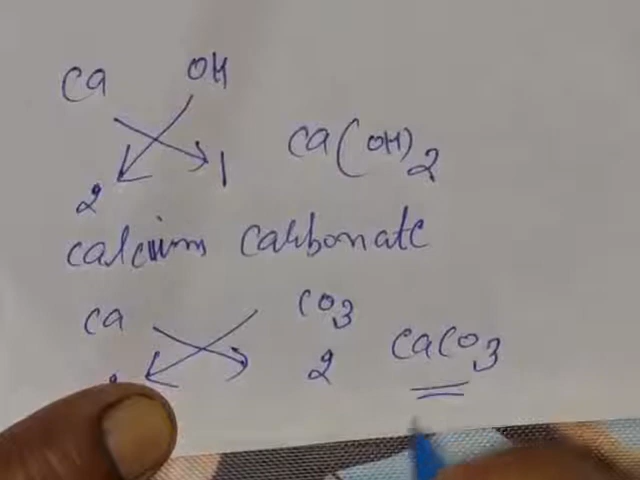 Ca OH
2 1 Ca(OH)2
calcium carbonate
Ca CO3
2 CaCO3